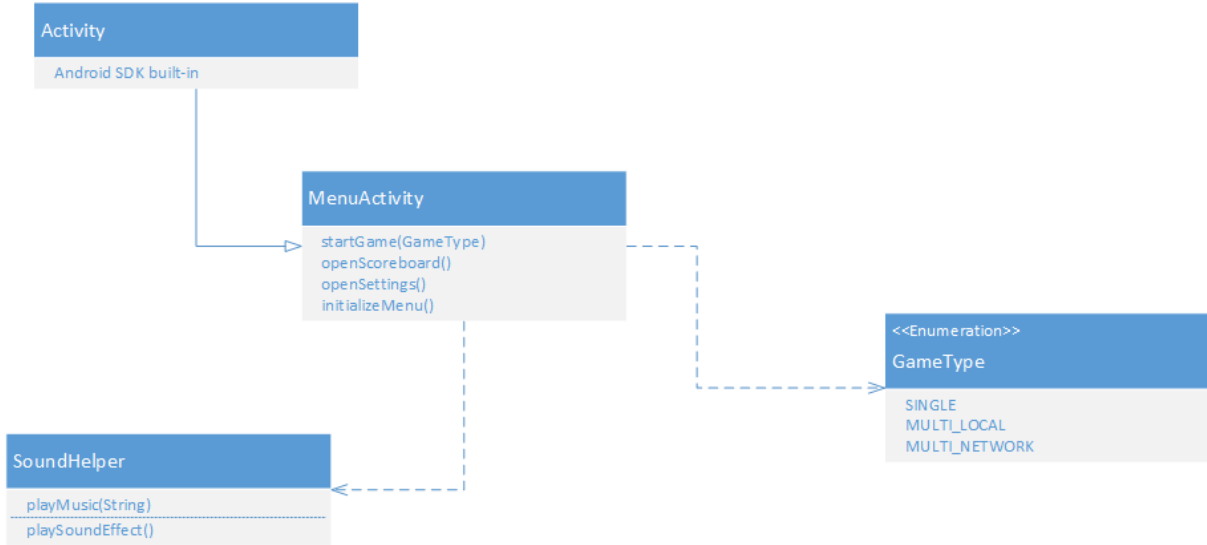 Activity
Android SDK built-in
MenuActivity
startGame(GameType)
openScoreboard()
openSettings()
initializeMenu()
<<Enumeration>>
GameType
SINGLE
MULTI_LOCAL
MULTI_NETWORK
SoundHelper
playMusic(String)
playSoundEffect()